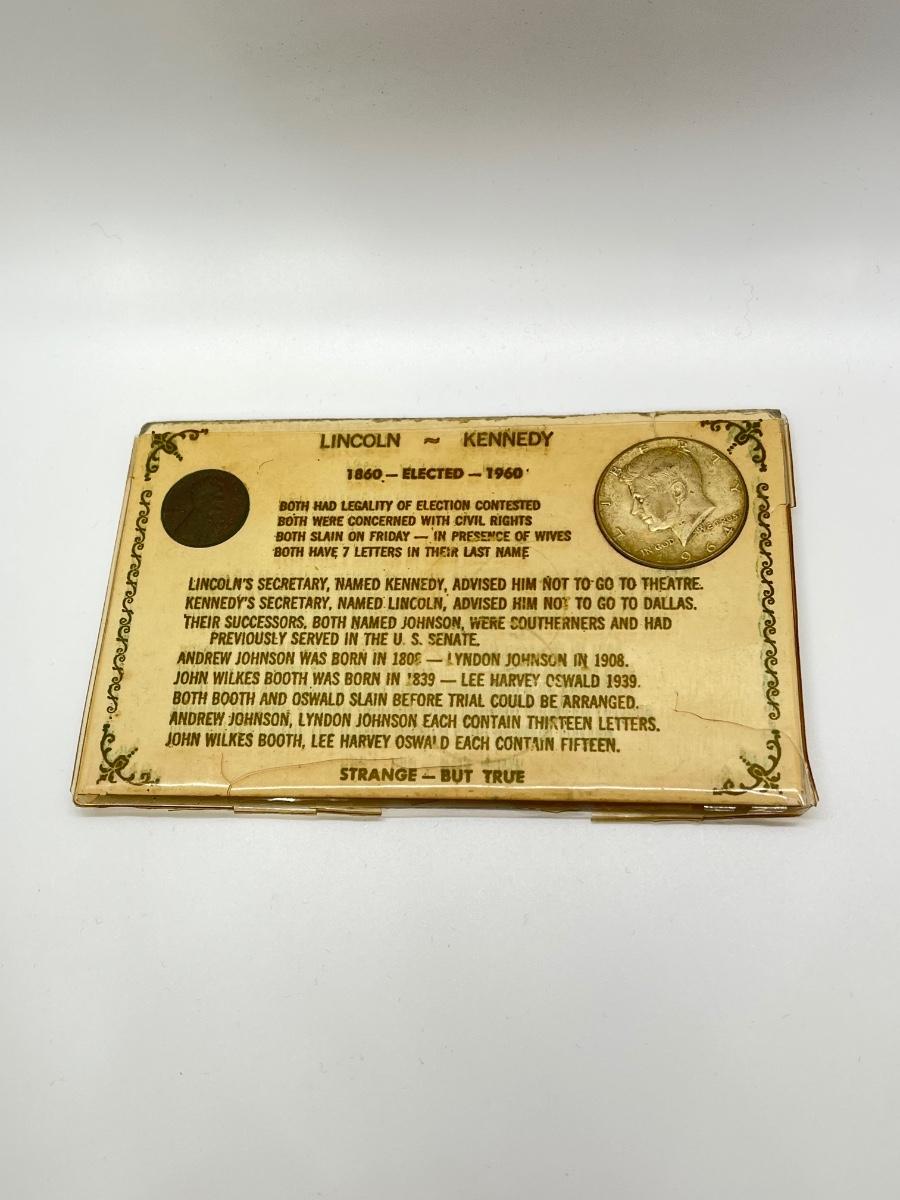 LINCOLN ~ KENNEDY
1860 — ELECTED — 1960
BOTH HAD LEGALITY OF ELECTION CONTESTED
BOTH WERE CONCERNED WITH CIVIL RIGHTS
BOTH SLAIN ON FRIDAY — IN PRESENCE OF WIVES
BOTH HAVE 7 LETTERS IN THEIR LAST NAME
LIBERTY
IN GOD WE TRUST
1964
LINCOLN'S SECRETARY, NAMED KENNEDY, ADVISED HIM NOT TO GO TO THEATRE.
KENNEDY'S SECRETARY, NAMED LINCOLN, ADVISED HIM NOT TO GO TO DALLAS.
THEIR SUCCESSORS, BOTH NAMED JOHNSON, WERE SOUTHERNERS AND HAD
PREVIOUSLY SERVED IN THE U. S. SENATE.
ANDREW JOHNSON WAS BORN IN 1808 — LYNDON JOHNSON IN 1908.
JOHN WILKES BOOTH WAS BORN IN 1839 — LEE HARVEY OSWALD 1939.
BOTH BOOTH AND OSWALD SLAIN BEFORE TRIAL COULD BE ARRANGED.
ANDREW JOHNSON, LYNDON JOHNSON EACH CONTAIN THIRTEEN LETTERS.
JOHN WILKES BOOTH, LEE HARVEY OSWALD EACH CONTAIN FIFTEEN.
STRANGE — BUT TRUE